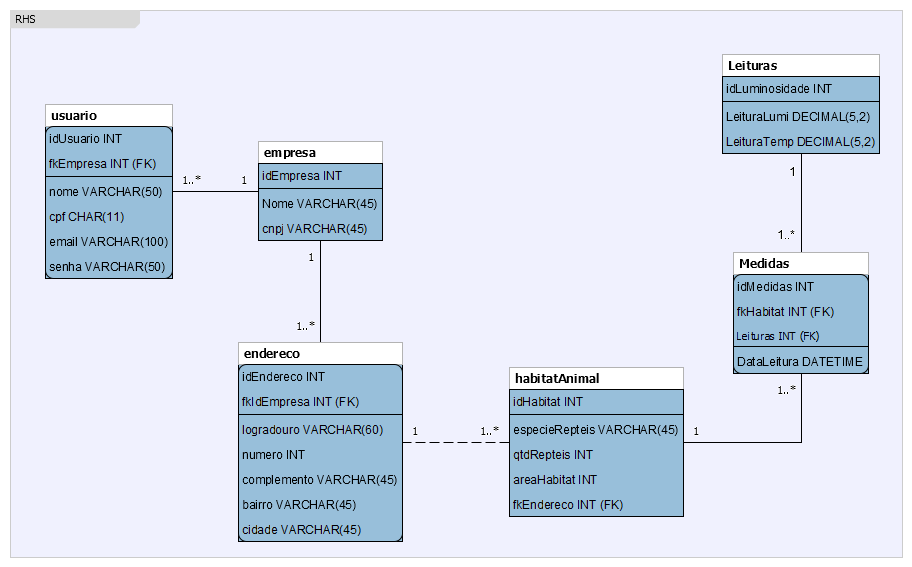 RHS
usuario
idUsuario INT
fkEmpresa INT (FK)
nome VARCHAR(50)
cpf CHAR(11)
email VARCHAR(100)
senha VARCHAR(50)
1..*
1
empresa
idEmpresa INT
Nome VARCHAR(45)
cnpj VARCHAR(45)
1
1..*
endereco
idEndereco INT
fkIdEmpresa INT (FK)
logradouro VARCHAR(60)
numero INT
complemento VARCHAR(45)
bairro VARCHAR(45)
cidade VARCHAR(45)
1
1..*
habitatAnimal
idHabitat INT
especieRepteis VARCHAR(45)
qtdRepteis INT
areaHabitat INT
fkEndereco INT (FK)
1
1..*
Leituras
idLuminosidade INT
LeituraLumi DECIMAL(5,2)
LeituraTemp DECIMAL(5,2)
1
1..*
Medidas
idMedidas INT
fkHabitat INT (FK)
Leituras INT (FK)
DataLeitura DATETIME